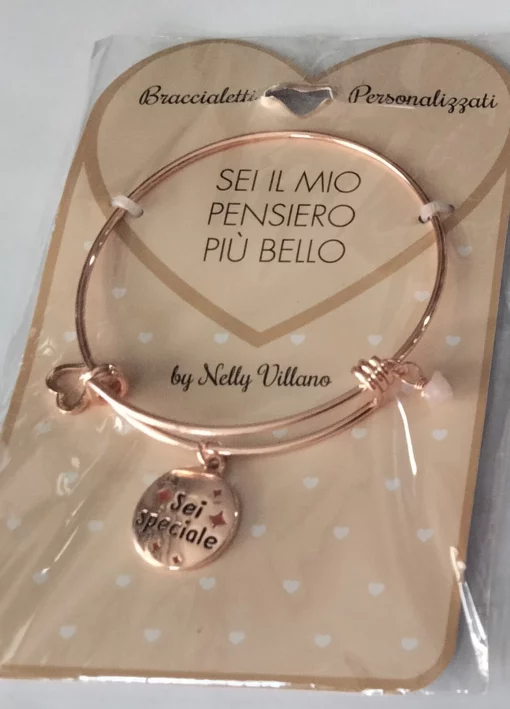 Braccialetti Personalizzati
SEI IL MIO
PENSIERO
PIÙ BELLO
by Nelly Villano
Sei
speciale